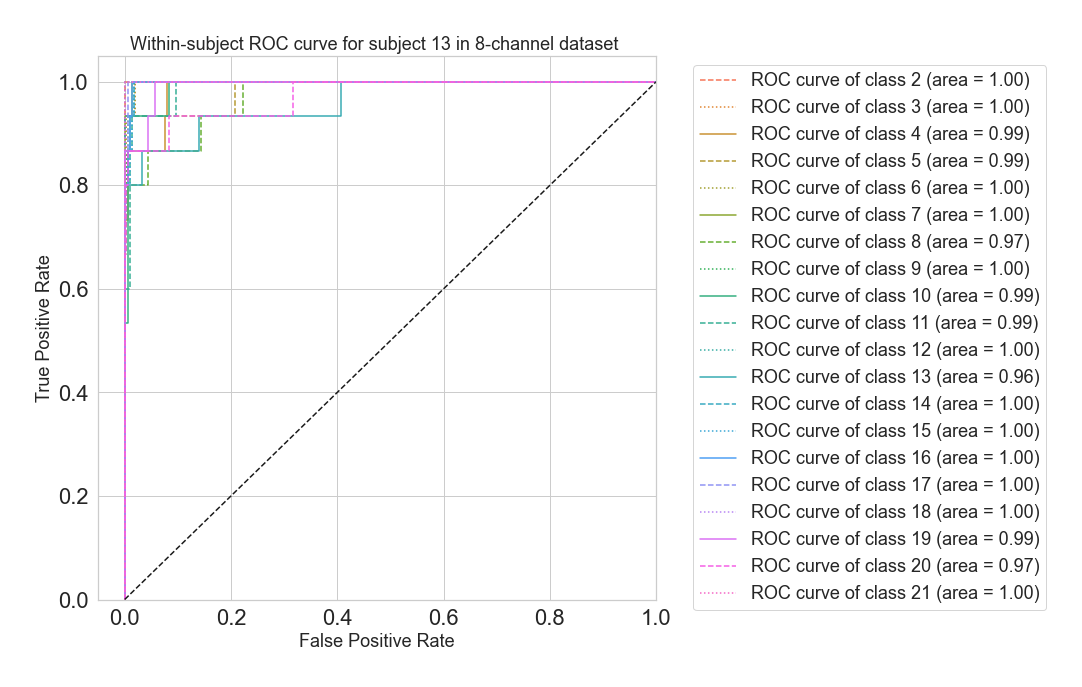 Within-subject ROC curve for subject 13 in 8-channel dataset
1.0
0.8
0.6
0.4
0.2
0.0
True Positive Rate
0.0 0.2 0.4 0.6 0.8 1.0
False Positive Rate
ROC curve of class 2 (area = 1.00)
ROC curve of class 3 (area = 1.00)
ROC curve of class 4 (area = 0.99)
ROC curve of class 5 (area = 0.99)
ROC curve of class 6 (area = 1.00)
ROC curve of class 7 (area = 1.00)
ROC curve of class 8 (area = 0.97)
ROC curve of class 9 (area = 1.00)
ROC curve of class 10 (area = 0.99)
ROC curve of class 11 (area = 0.99)
ROC curve of class 12 (area = 1.00)
ROC curve of class 13 (area = 0.96)
ROC curve of class 14 (area = 1.00)
ROC curve of class 15 (area = 1.00)
ROC curve of class 16 (area = 1.00)
ROC curve of class 17 (area = 1.00)
ROC curve of class 18 (area = 1.00)
ROC curve of class 19 (area = 0.99)
ROC curve of class 20 (area = 0.97)
ROC curve of class 21 (area = 1.00)